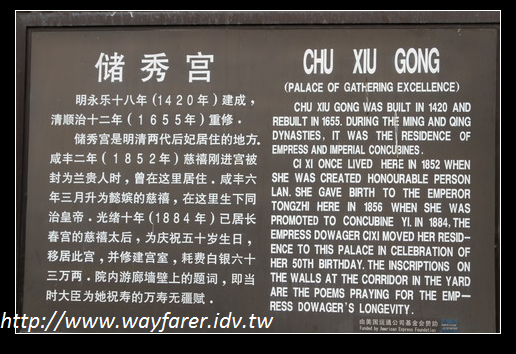 储秀宫
明永乐十八年(1420年)建成，
清顺治十二年(1655年)重修．
储秀宫是明清两代后妃居住的地方．
咸丰二年(1852年)慈禧刚进宫被
封为兰贵人时，曾在这里居住．咸丰六
年三月升为懿嫔的慈禧，在这里生下同
治皇帝．光绪十年(1884年)已居长
春宫的慈禧太后，为庆祝五十岁生日，
移居此宫，并修建宫室，耗费白银六十
三万两．院内游廊墙壁上的题词，即当
时大臣为她祝寿的万寿无疆赋．
CHU XIU GONG
(PALACE OF GATHERING EXCELLENCE)
CHU XIU GONG WAS BUILT IN 1420 AND
REBUILT IN 1655. DURING THE MING AND QING
DYNASTIES, IT WAS THE RESIDENCE OF
EMPRESS AND IMPERIAL CONCUBINES.
CI XI ONCE LIVED HERE IN 1852 WHEN
SHE WAS CREATED HONOURABLE PERSON
LAN. SHE GAVE BIRTH TO THE EMPEROR
TONGZHI HERE IN 1856 WHEN SHE WAS
PROMOTED TO CONCUBINE YI. IN 1884. THE
EMPRESS DOWAGER CIXI MOVED HER RESID-
ENCE TO THIS PALACE IN CELEBRATION OF
HER 50TH BIRTHDAY. THE INSCRIPTIONS ON
THE WALLS AT THE CORRIDOR IN THE YARD
ARE THE POEMS PRAYING FOR THE EMP-
RESS DOWAGER'S LONGEVITY.
由美国运通公司基金会赞助
Funded by American Express Foundation
http://www.wayfarer.idv.tw